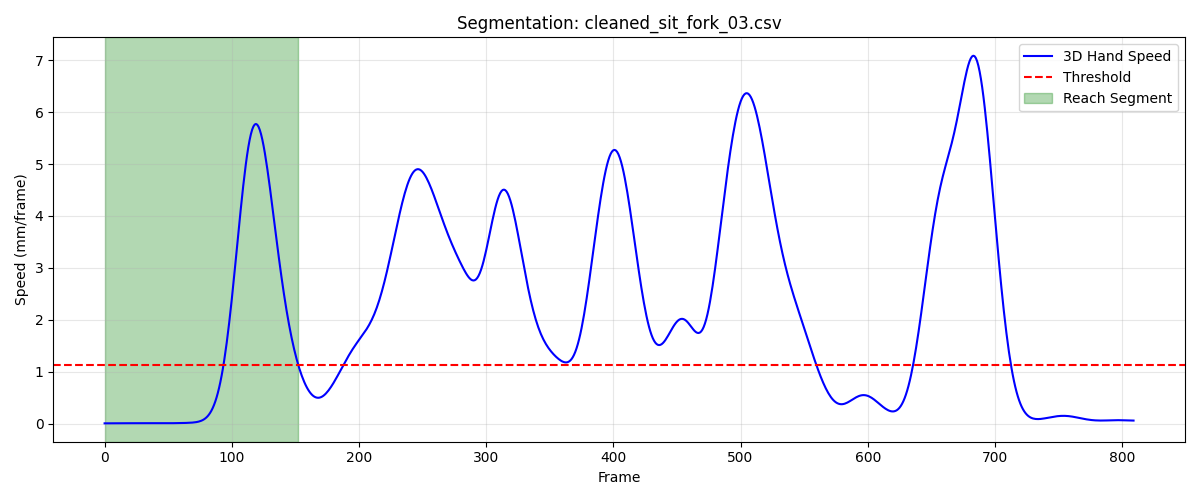 Segmentation: cleaned_sit_fork_03.csv
3D Hand Speed
Threshold
Reach Segment
Speed (mm/frame)
7
6
5
4
3
2
1
0
0 100 200 300 400 500 600 700 800
Frame